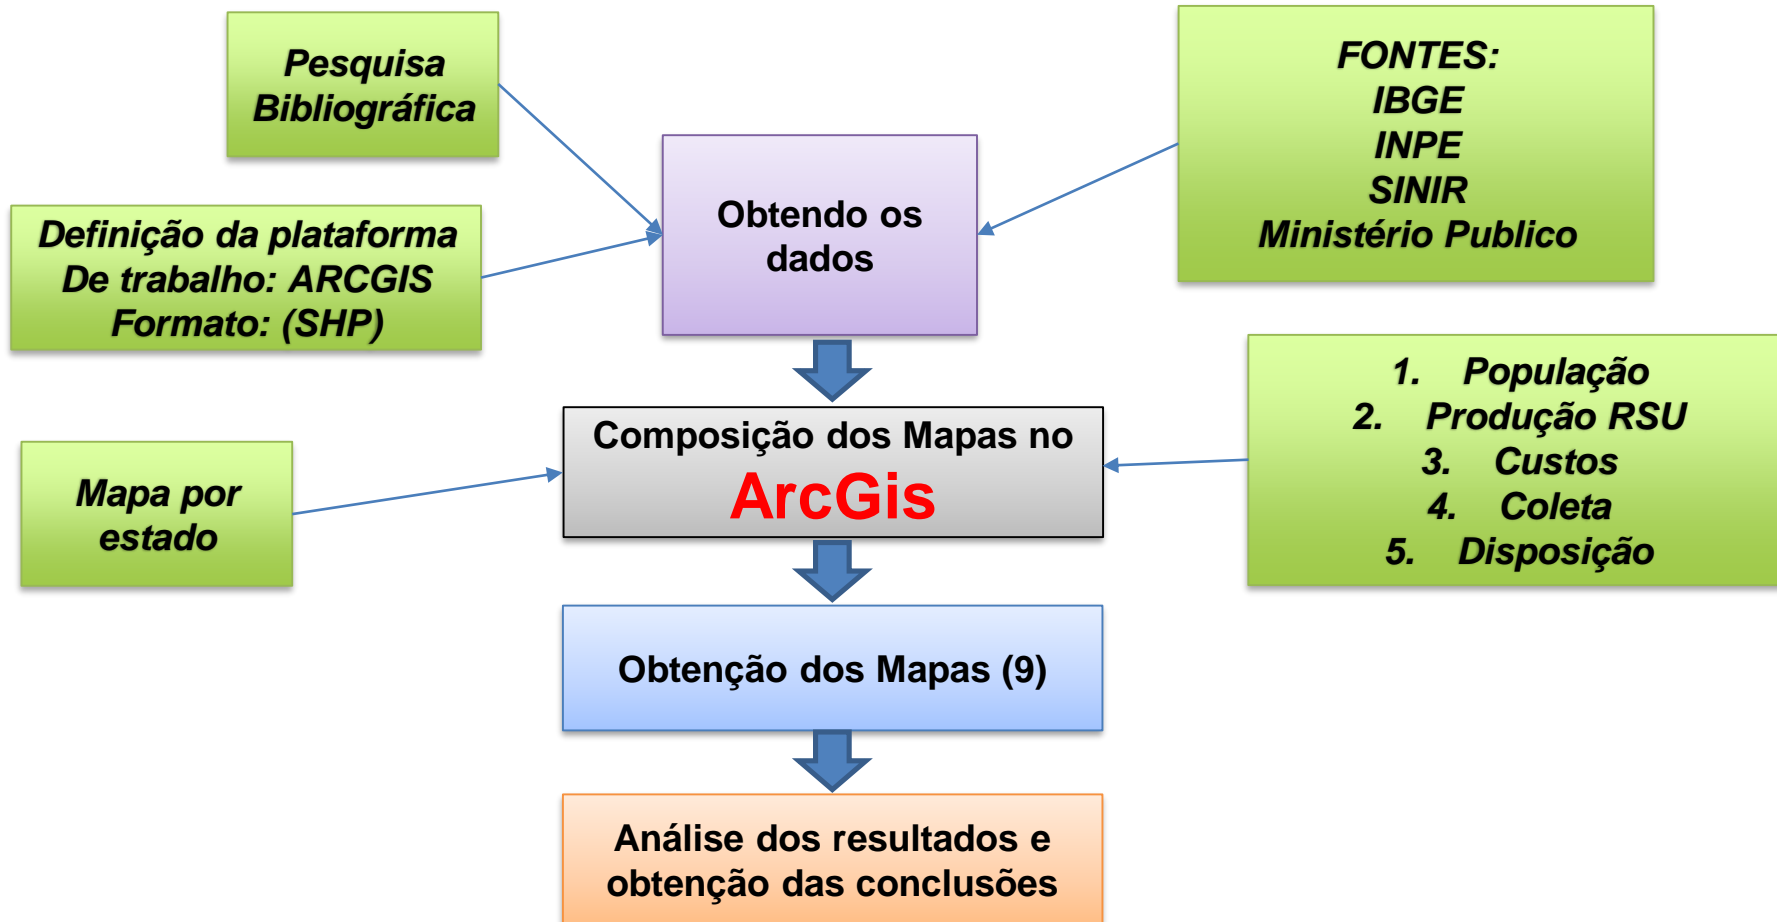 Pesquisa
Bibliográfica
FONTES:
IBGE
INPE
SINIR
Ministério Publico
Obtendo os
dados
Definição da plataforma
De trabalho: ARCGIS
Formato: (SHP)
Composição dos Mapas no
ArcGis
Mapa por
estado
1. População
2. Produção RSU
3. Custos
4. Coleta
5. Disposição
Obtenção dos Mapas (9)
Análise dos resultados e
obtenção das conclusões